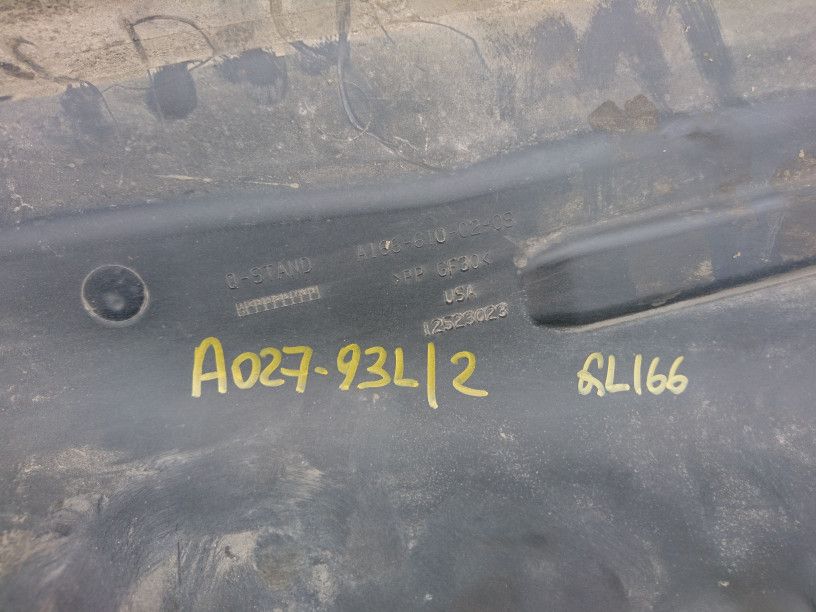 Q-STAND A166-610-02-09
>PP GF30<
USA
12523023
A027-93L/2 GL166